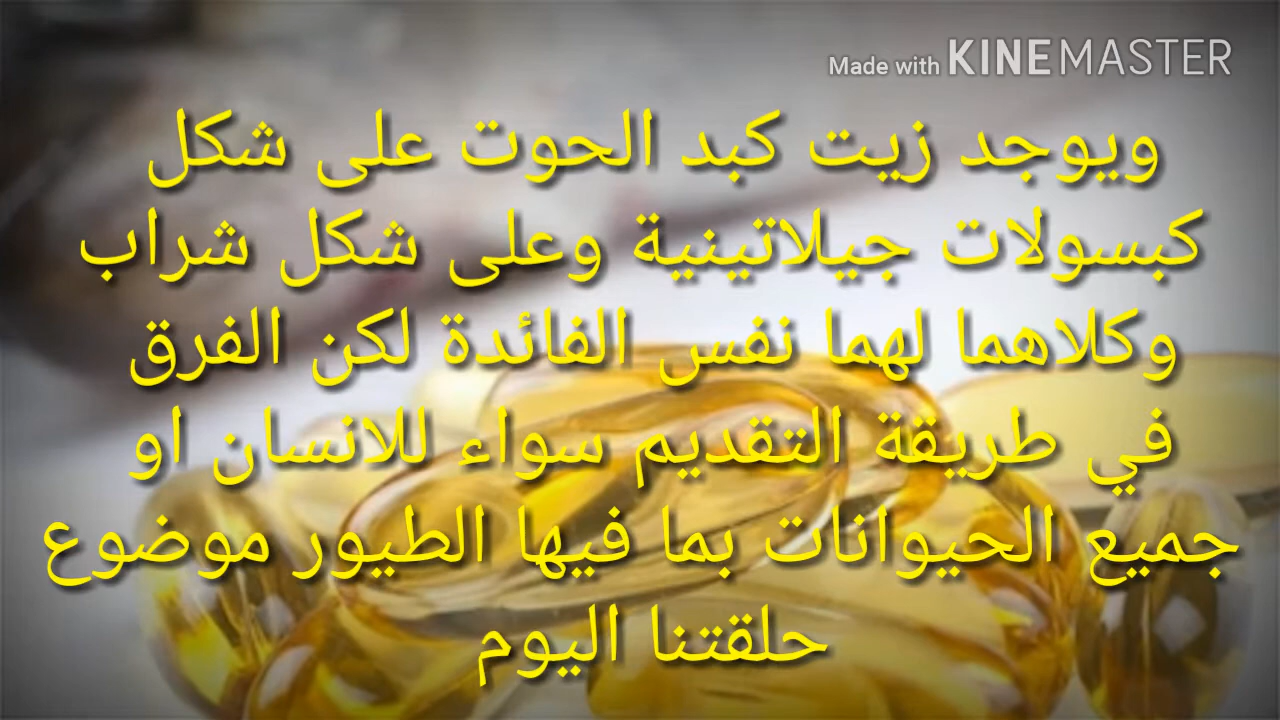 Made with KINEMASTER
ويوجد زيت كبد الحوت على شكل
كبسولات جيلاتينية وعلى شكل شراب
وكلاهما لهما نفس الفائدة لكن الفرق
في طريقة التقديم سواء للانسان او
جميع الحيوانات بما فيها الطيور موضوع
حلقتنا اليوم